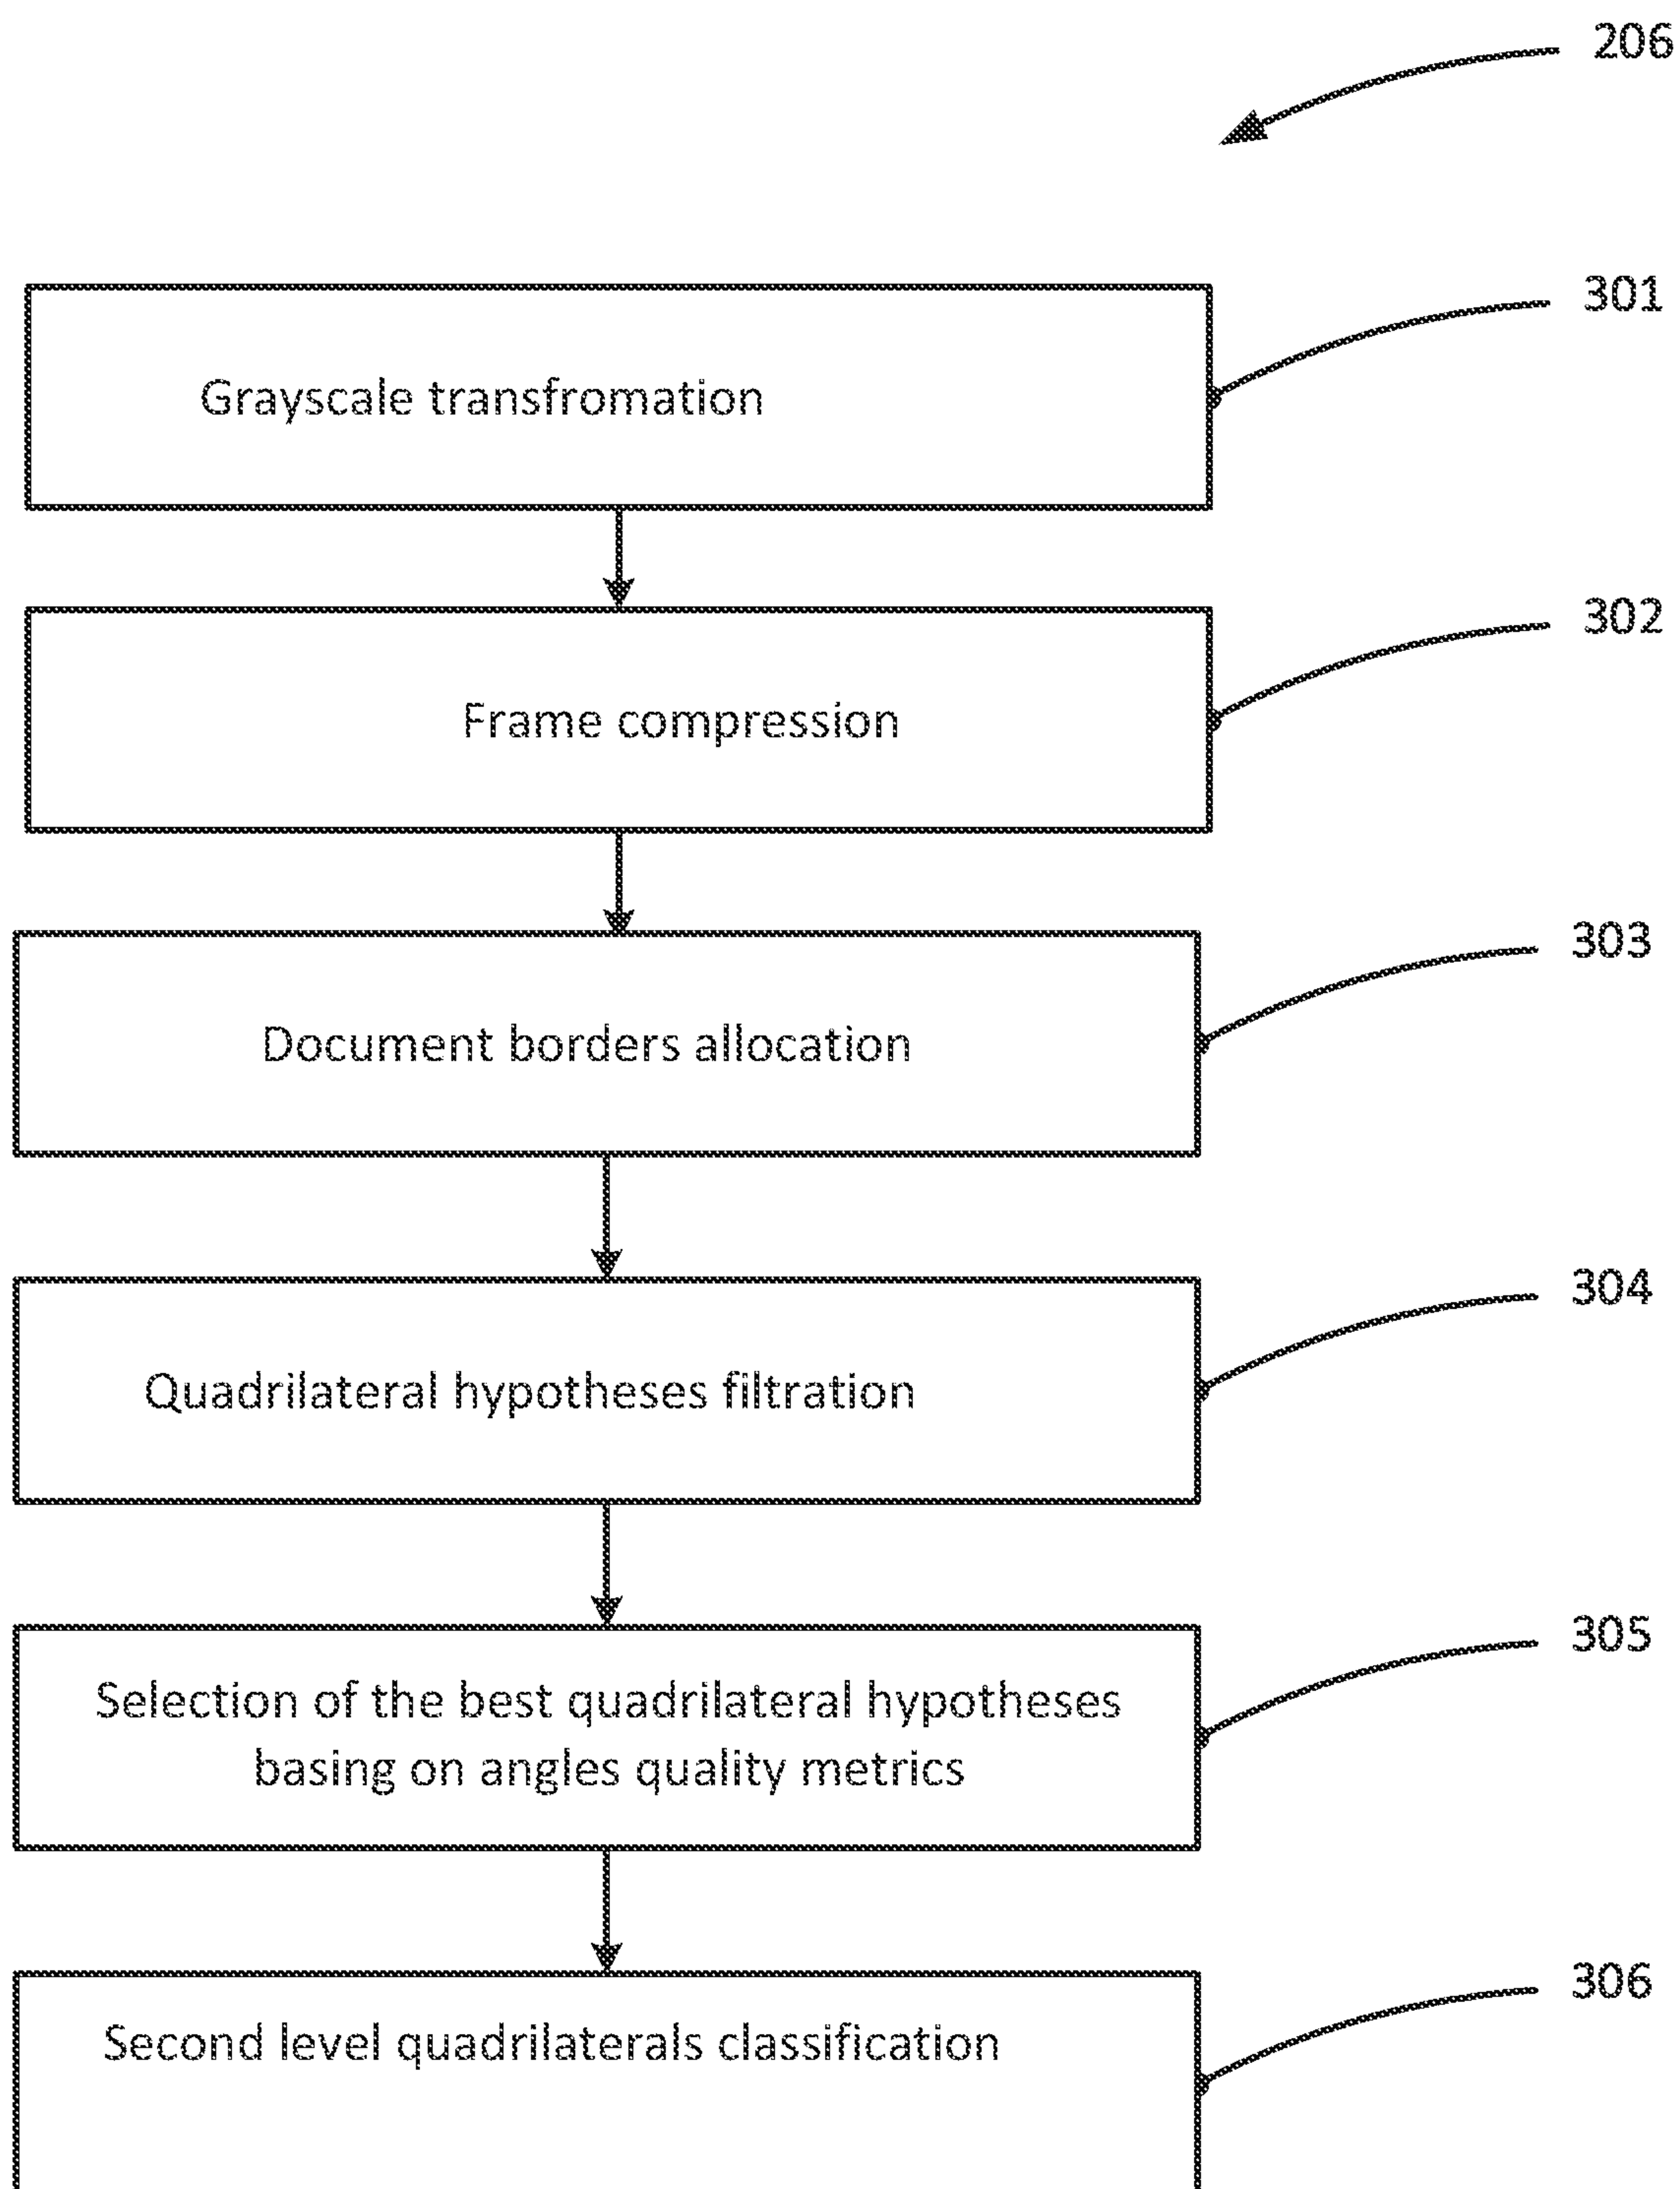 206
301
Grayscale transfromation
302
Frame compression
303
Document borders allocation
304
Quadrilateral hypotheses filtration
305
Selection of the best quadrilateral hypotheses
basing on angles quality metrics
306
Second level quadrilaterals classification